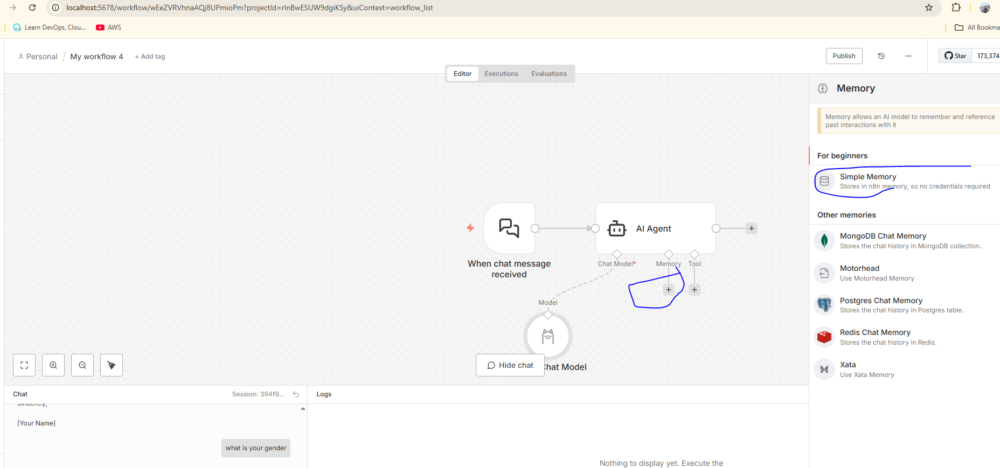 localhost:5678/workflow/wEeZVRVhnaAQj8UPmioPm?projectId=rInBwESUW9dgiKSy&uiContext=workflow_list
Learn DevOps, Clou...
AWS
All Bookma
Personal / My workflow 4 + Add tag
Publish
Star 173,374
Editor Executions Evaluations
Memory
Memory allows an AI model to remember and reference
past interactions with it
For beginners
Simple Memory
Stores in n8n memory, so no credentials required
Other memories
MongoDB Chat Memory
Stores the chat history in MongoDB collection.
Motorhead
Use Motorhead Memory
Postgres Chat Memory
Stores the chat history in Postgres table.
Redis Chat Memory
Stores the chat history in Redis.
Xata
Use Xata Memory
AI Agent
When chat message
received
Chat Model* Memory Tool
Model
Hide chat
Chat Model
Chat Session: 394f9... Logs
Sincerely,
[Your Name]
what is your gender
Nothing to display yet. Execute the